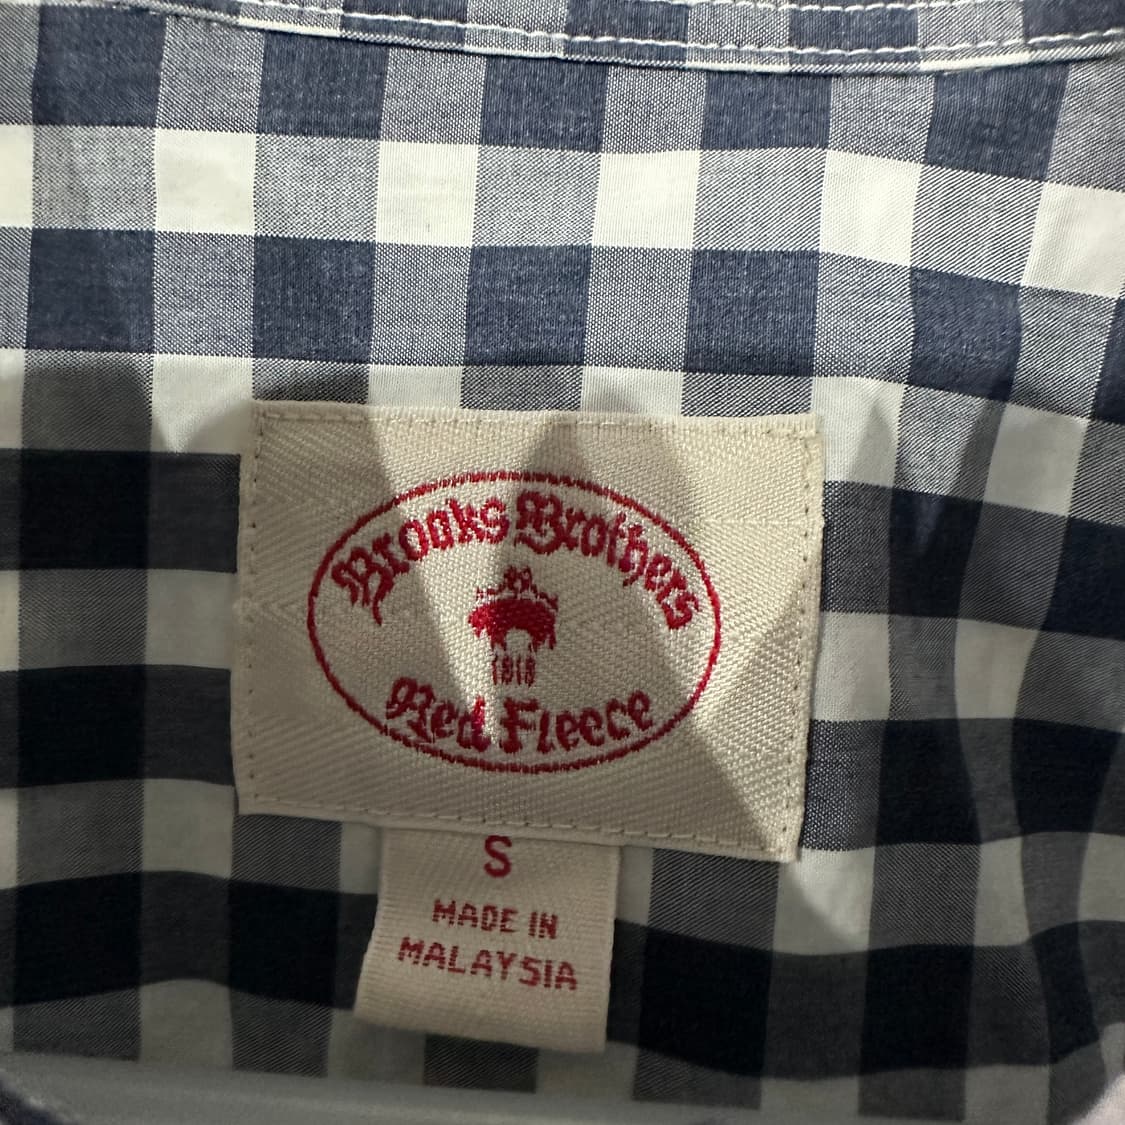 Brooks Brothers
1818
Red Fleece
S
MADE IN
MALAYSIA